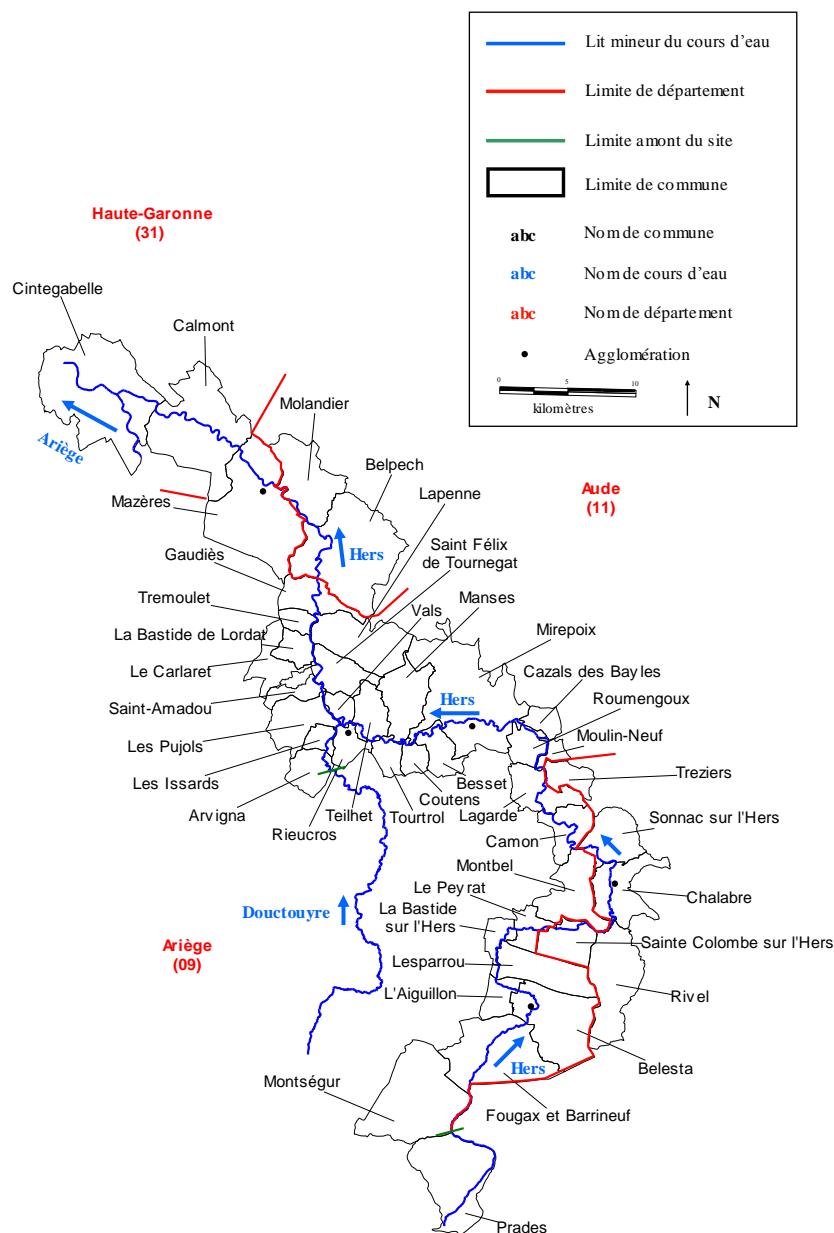 Lit mineur du cours d'eau
Limite de département
Limite amont du site
Limite de commune
abc
Nom de commune
abc
Nom de cours d'eau
abc
Nom de département
Agglomération
0
5
10
kilomètres
N
Haute-Garonne
(31)
Cintegabelle
Calmont
Molandier
Ariège
Belpech
Aude
(11)
Lapenne
Mazères
Hers
Saint Félix
de Tournegat
Gaudiès
Manses
Tremoulet
Vals
La Bastide de Lordat
Mirepoix
Le Carlaret
Cazals des Bayles
Hers
Roumengoux
Saint-Amadou
Moulin-Neuf
Les Pujols
Treziers
Les Issards
Besset
Arvigna
Teilhet
Tourtrol
Coutens
Lagarde
Sonnac sur l'Hers
Rieucros
Camon
Montbel
Le Peyrat
Chalabre
La Bastide
sur l'Hers
Douctouyre
Sainte Colombe sur l'Hers
Ariège
(09)
Lesparrou
L'Aiguillon
Rivel
Hers
Belesta
Montségur
Fougax et Barrineuf
Prades